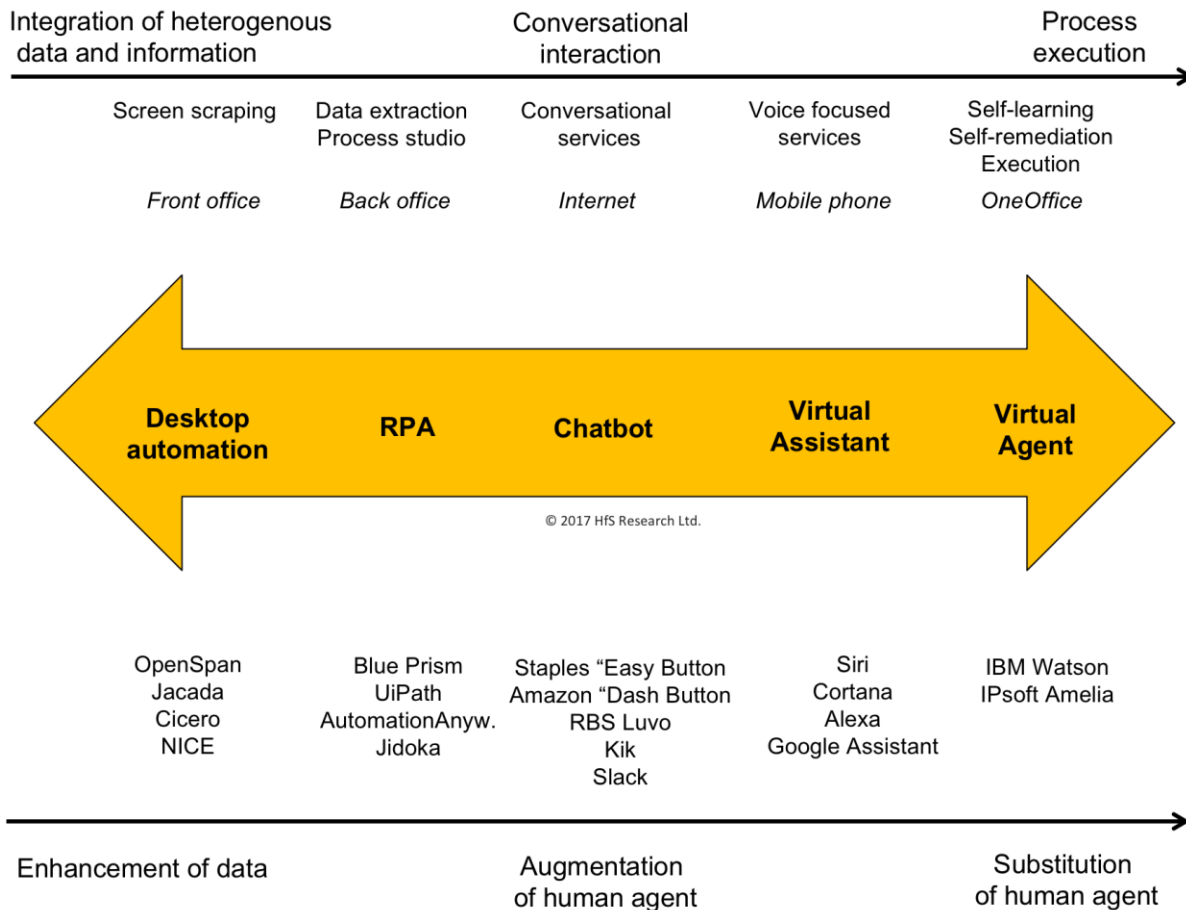 Integration of heterogenous
data and information
Conversational
interaction
Process
execution
Screen scraping
Data extraction
Process studio
Conversational
services
Voice focused
services
Self-learning
Self-remediation
Execution
Front office
Back office
Internet
Mobile phone
OneOffice
Desktop
automation
RPA
Chatbot
Virtual
Assistant
Virtual
Agent
© 2017 HfS Research Ltd.
OpenSpan
Jacada
Cicero
NICE
Blue Prism
UiPath
AutomationAnyw.
Jidoka
Staples “Easy Button
Amazon “Dash Button
RBS Luvo
Kik
Slack
Siri
Cortana
Alexa
Google Assistant
IBM Watson
IPsoft Amelia
Enhancement of data
Augmentation
of human agent
Substitution
of human agent